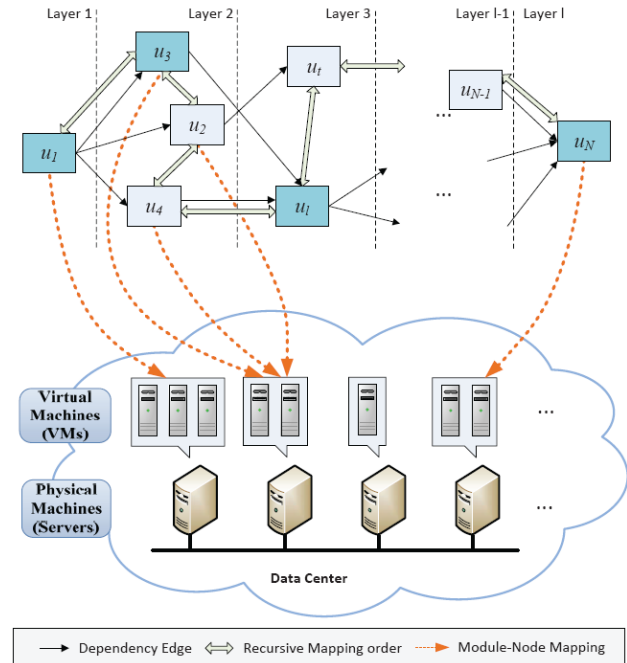 Layer 1 Layer 2 Layer 3 Layer l-1 Layer l
u3
ut
uN-1
...
u2
u1
uN
u4
ul
...
Virtual
Machines
(VMs)
...
Physical
Machines
(Servers)
...
Data Center
Dependency Edge Recursive Mapping order Module-Node Mapping